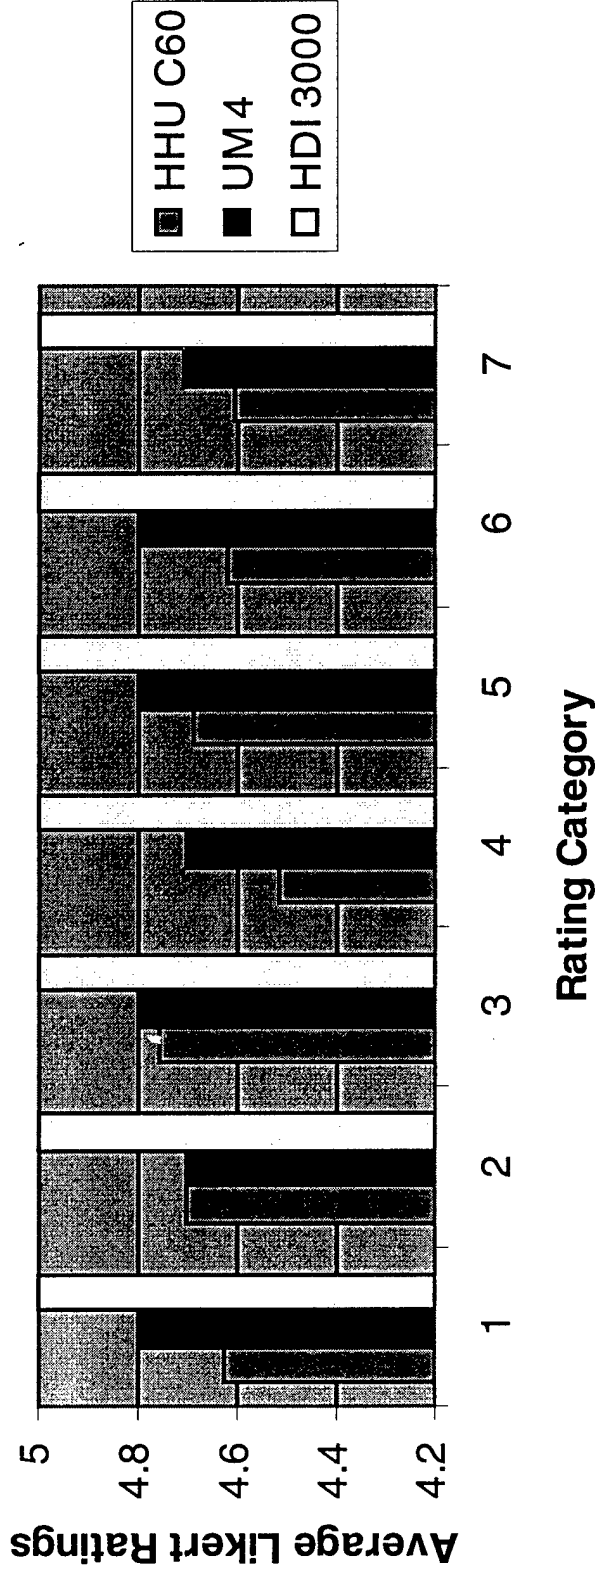 Average Likert Ratings
5
4.8
4.6
4.4
4.2
1 2 3 4 5 6 7
Rating Category
HHU C60
UM 4
HDI 3000